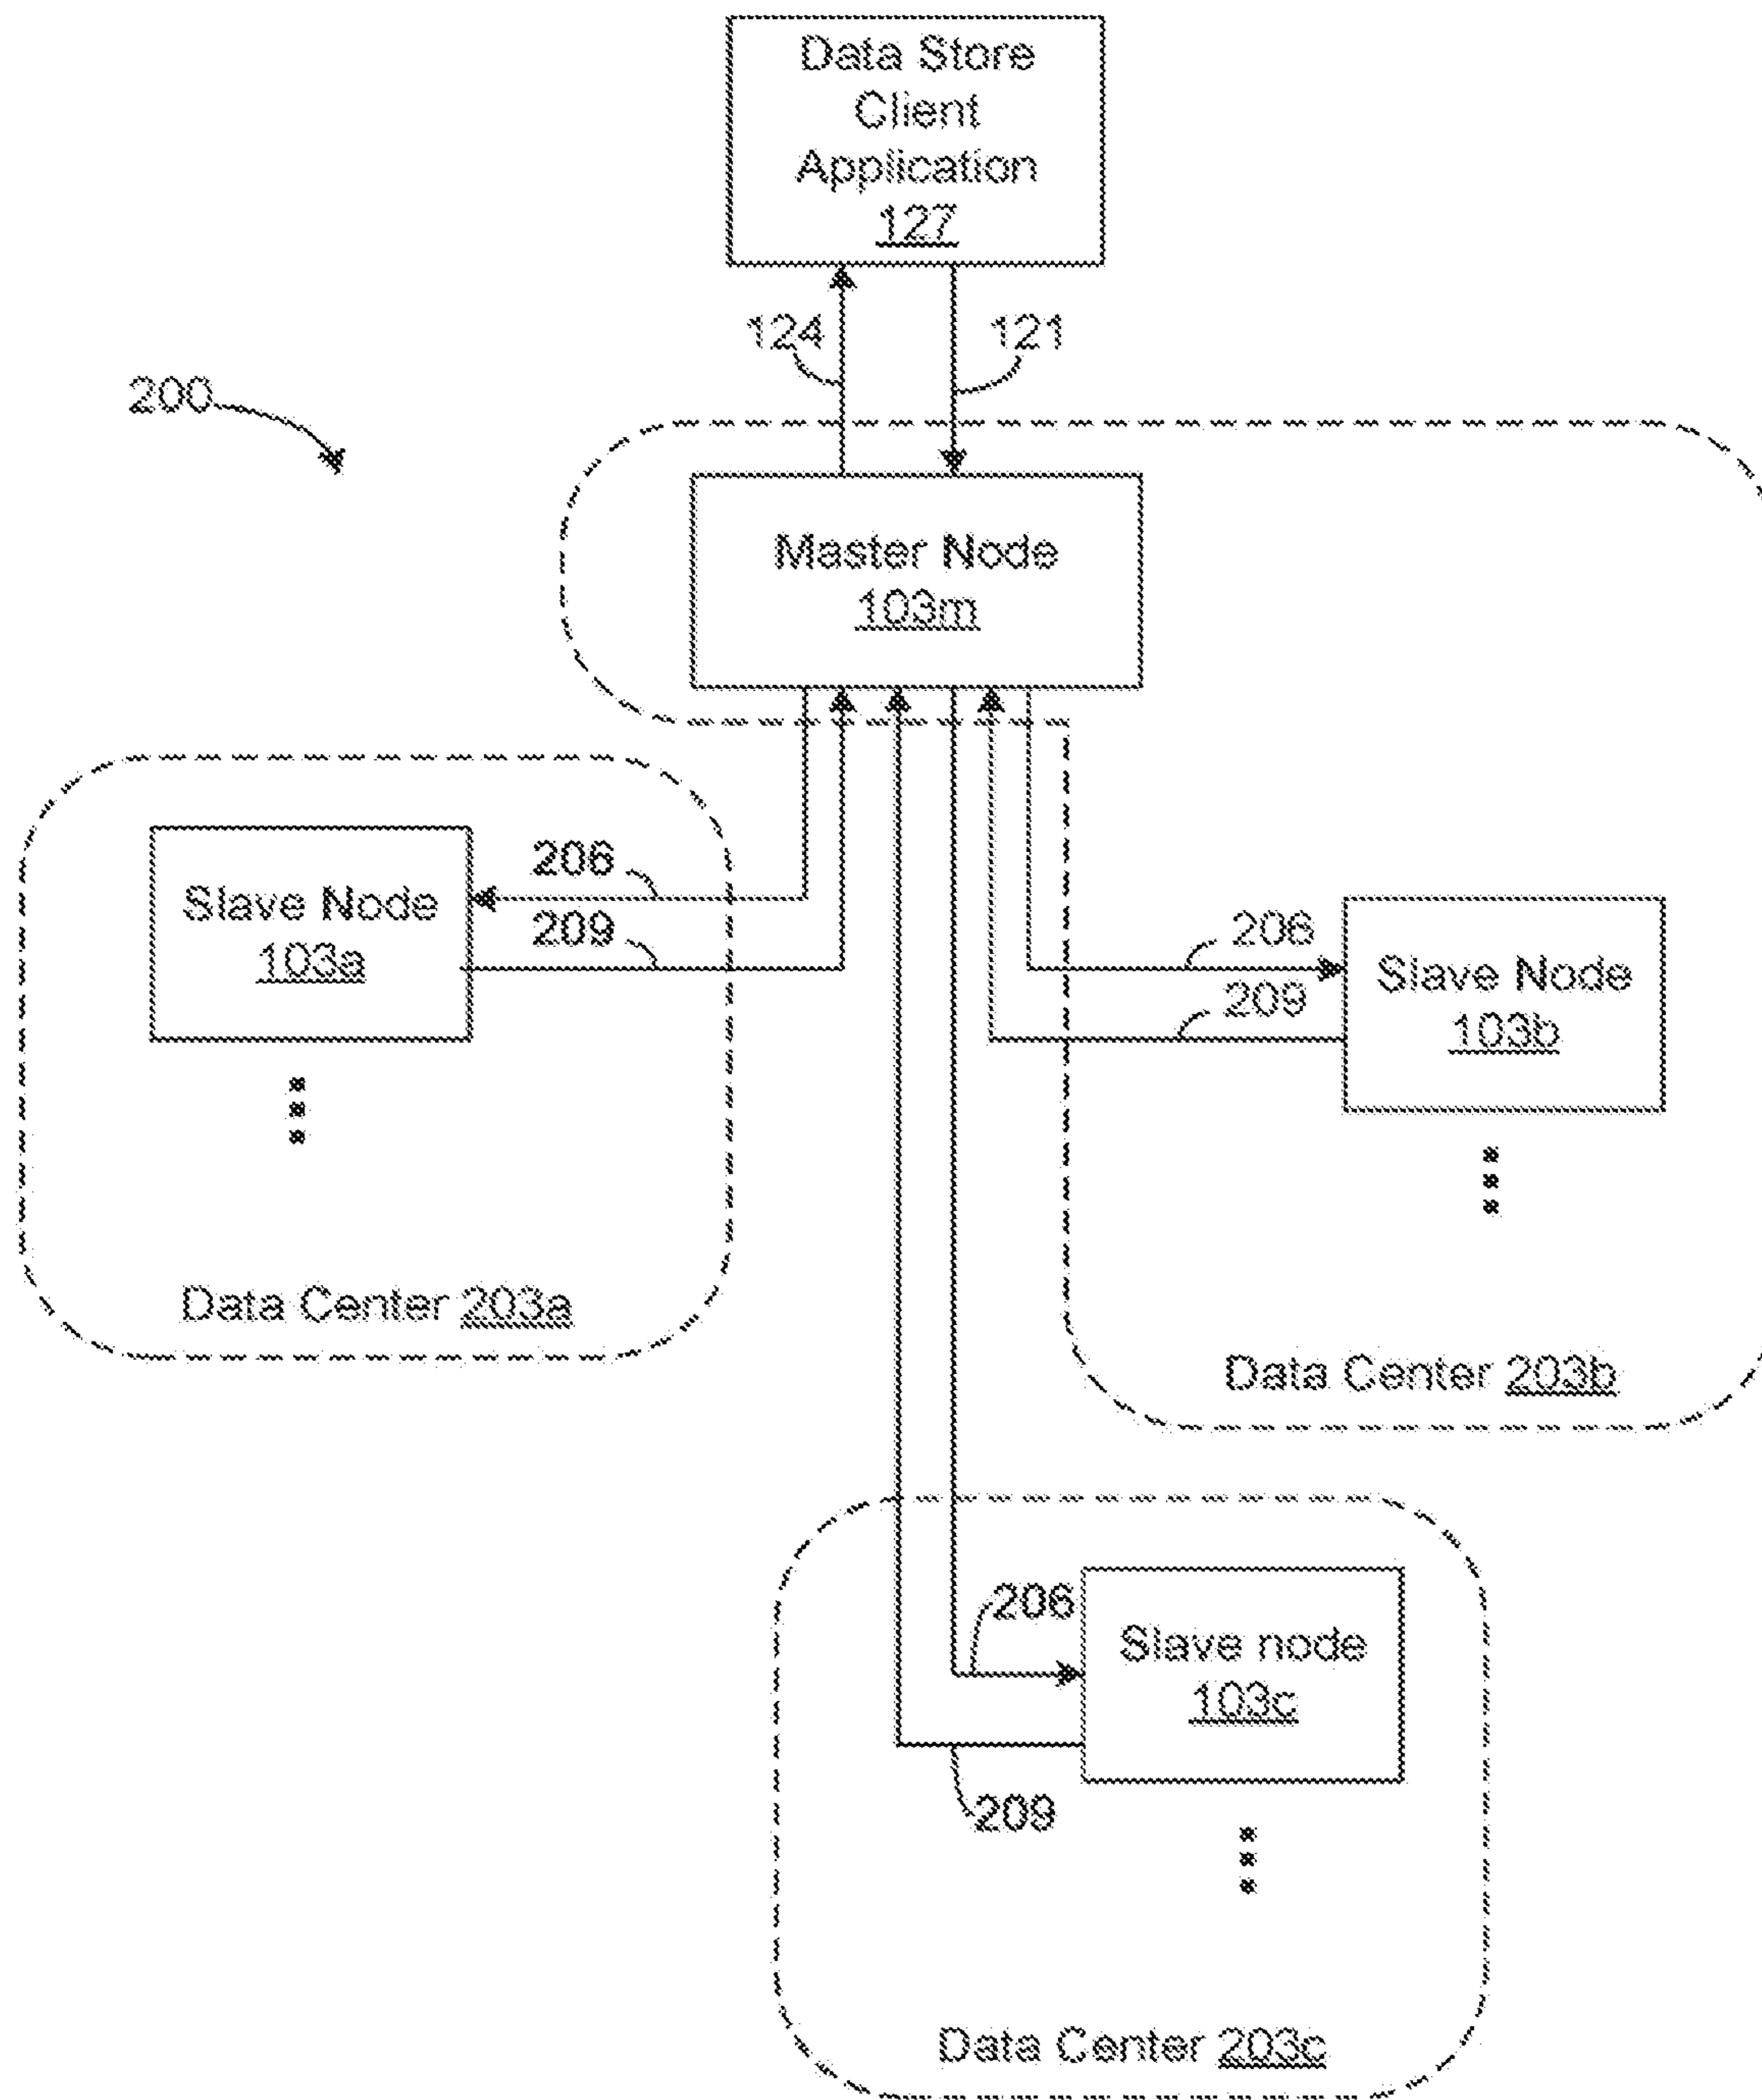 Data Store
Client
Application
127
124
121
200
Master Node
103m
206
209
Slave Node
103a
206
209
Slave Node
103b
Data Center 203a
Data Center 203b
206
209
Slave node
103c
Data Center 203c